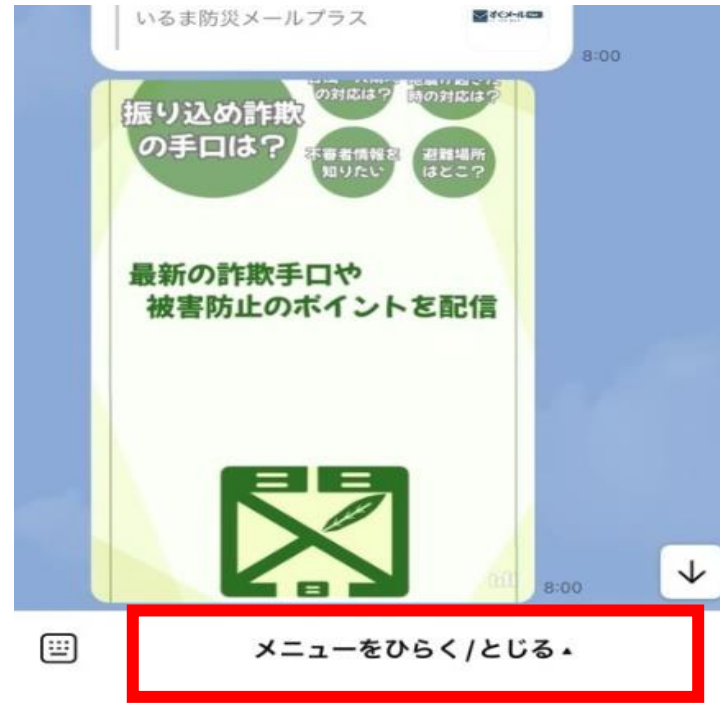 いるま防災メールプラス
8:00
の対応は?
時の対応は?
振り込め詐欺
の手口は?
不審者情報を
知りたい
避難場所
はどこ?
最新の詐欺手口や
被害防止のポイントを配信
8:00
メニューをひらく/とじる▲